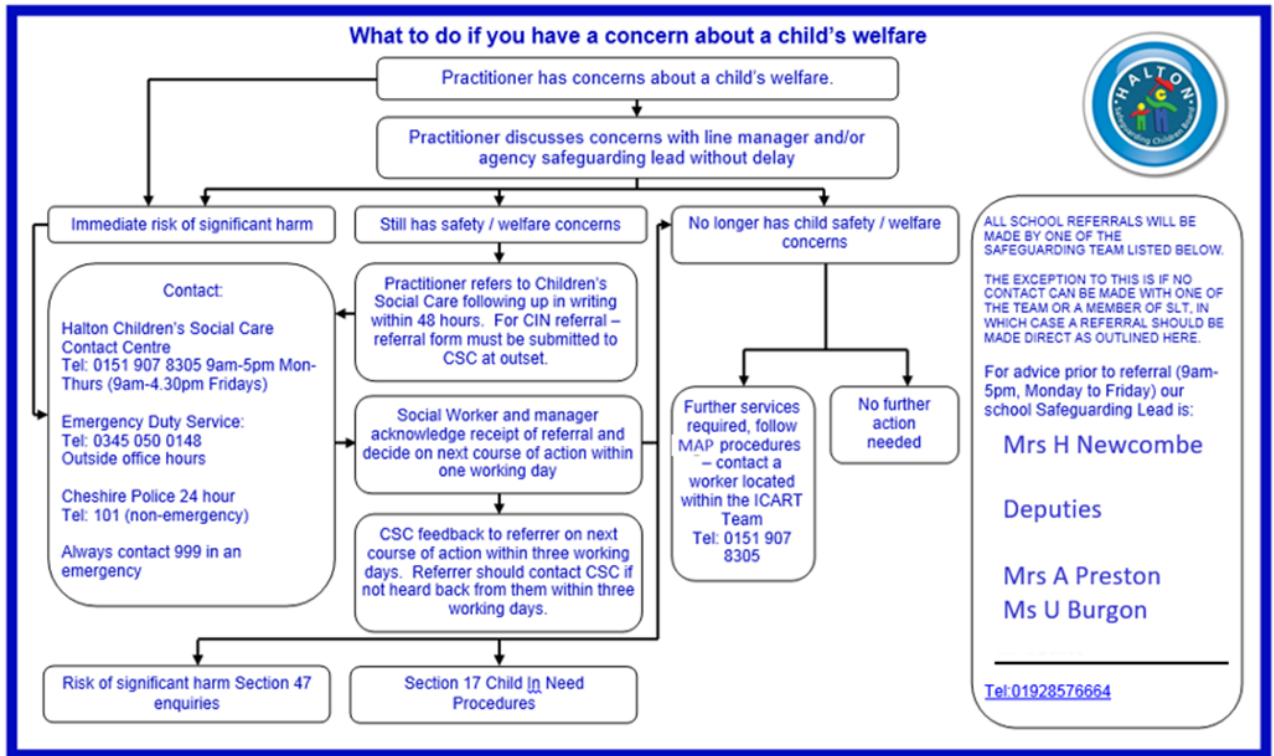 What to do if you have a concern about a child's welfare
Practitioner has concerns about a child's welfare.
Practitioner discusses concerns with line manager and/or
agency safeguarding lead without delay
HALTON
Safeguarding Children Board
Immediate risk of significant harm
Still has safety / welfare concerns
No longer has child safety / welfare
concerns
Contact:
Halton Children's Social Care
Contact Centre
Tel: 0151 907 8305 9am-5pm Mon-
Thurs (9am-4.30pm Fridays)
Emergency Duty Service:
Tel: 0345 050 0148
Outside office hours
Cheshire Police 24 hour
Tel: 101 (non-emergency)
Always contact 999 in an
emergency
Practitioner refers to Children's
Social Care following up in writing
within 48 hours. For CIN referral –
referral form must be submitted to
CSC at outset.
Social Worker and manager
acknowledge receipt of referral and
decide on next course of action within
one working day
CSC feedback to referrer on next
course of action within three working
days. Referrer should contact CSC if
not heard back from them within three
working days.
Further services
required, follow
MAP procedures
– contact a
worker located
within the ICART
Team
Tel: 0151 907
8305
No further
action
needed
Risk of significant harm Section 47
enquiries
Section 17 Child In Need
Procedures
ALL SCHOOL REFERRALS WILL BE
MADE BY ONE OF THE
SAFEGUARDING TEAM LISTED BELOW.
THE EXCEPTION TO THIS IS IF NO
CONTACT CAN BE MADE WITH ONE OF
THE TEAM OR A MEMBER OF SLT, IN
WHICH CASE A REFERRAL SHOULD BE
MADE DIRECT AS OUTLINED HERE.
For advice prior to referral (9am-
5pm, Monday to Friday) our
school Safeguarding Lead is:
Mrs H Newcombe
Deputies
Mrs A Preston
Ms U Burgon
Tel:01928576664